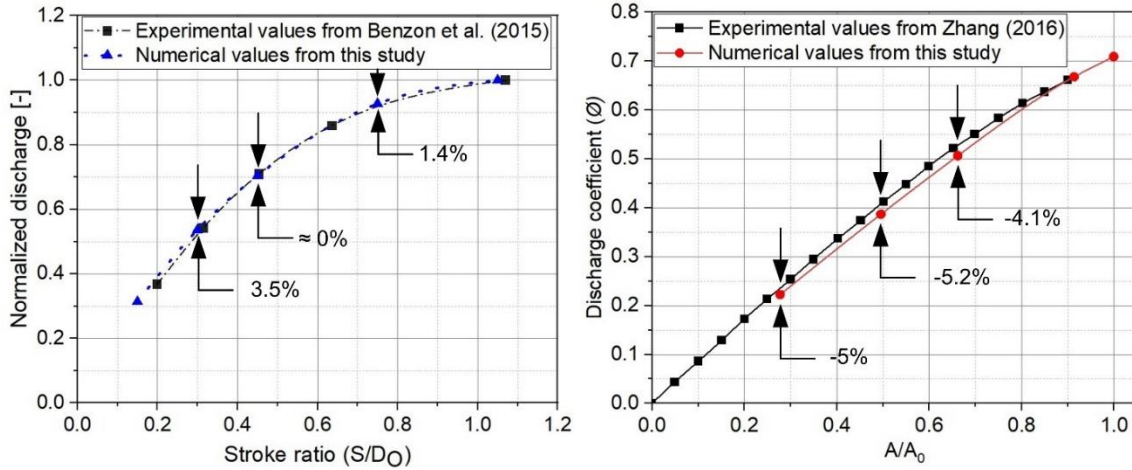 1.2
1.0
0.8
0.6
0.4
0.2
0.0
Normalized discharge [-]
Experimental values from Benzon et al. (2015)
Numerical values from this study
1.4%
≈ 0%
3.5%
0.0 0.2 0.4 0.6 0.8 1.0 1.2
Stroke ratio (S/DO)
0.8
0.7
0.6
0.5
0.4
0.3
0.2
0.1
0.0
Discharge coefficient (Ø)
Experimental values from Zhang (2016)
Numerical values from this study
-4.1%
-5.2%
-5%
0.0 0.2 0.4 0.6 0.8 1.0
A/A0